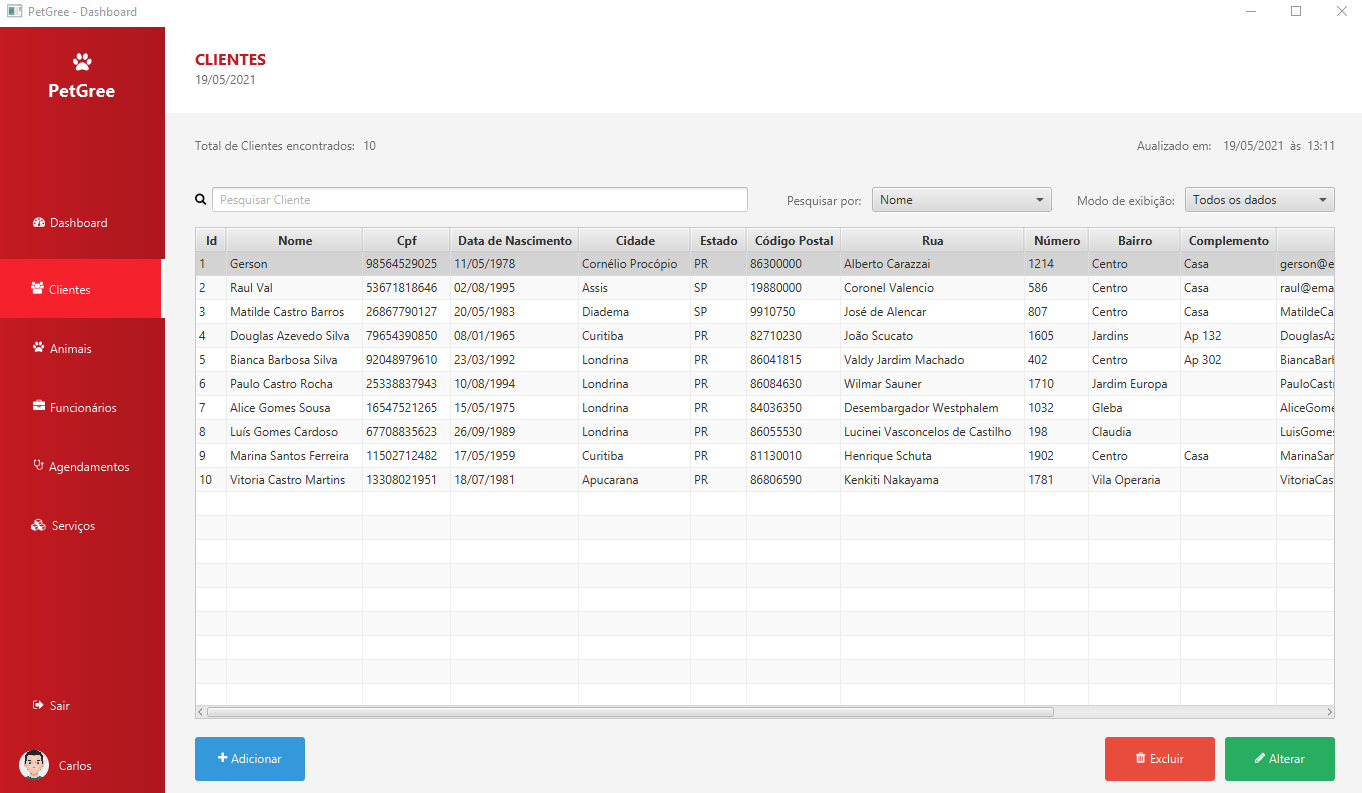 PetGree - Dashboard
PetGree
Dashboard
Clientes
Animais
Funcionários
Agendamentos
Serviços
Sair
Carlos
CLIENTES
19/05/2021
Total de Clientes encontrados: 10
Aualizado em: 19/05/2021 às 13:11
Pesquisar Cliente
Pesquisar por: Nome
Modo de exibição: Todos os dados
Id Nome Cpf Data de Nascimento Cidade Estado Código Postal Rua Número Bairro Complemento
1 Gerson 98564529025 11/05/1978 Cornélio Procópio PR 86300000 Alberto Carazzai 1214 Centro Casa gerson@e
2 Raul Val 53671818646 02/08/1995 Assis SP 19880000 Coronel Valencio 586 Centro Casa raul@ema
3 Matilde Castro Barros 26867790127 20/05/1983 Diadema SP 9910750 José de Alencar 807 Centro Casa MatildeCa
4 Douglas Azevedo Silva 79654390850 08/01/1965 Curitiba PR 82710230 João Scucato 1605 Jardins Ap 132 DouglasAz
5 Bianca Barbosa Silva 92048979610 23/03/1992 Londrina PR 86041815 Valdy Jardim Machado 402 Centro Ap 302 BiancaBarl
6 Paulo Castro Rocha 25338837943 10/08/1994 Londrina PR 86084630 Wilmar Sauner 1710 Jardim Europa PauloCast
7 Alice Gomes Sousa 16547521265 15/05/1975 Londrina PR 84036350 Desembargador Westphalem 1032 Gleba AliceGome
8 Luís Gomes Cardoso 67708835623 26/09/1989 Londrina PR 86055530 Lucinei Vasconcelos de Castilho 198 Claudia LuisGomes
9 Marina Santos Ferreira 11502712482 17/05/1959 Curitiba PR 81130010 Henrique Schuta 1902 Centro Casa MarinaSan
10 Vitoria Castro Martins 13308021951 18/07/1981 Apucarana PR 86806590 Kenkiti Nakayama 1781 Vila Operaria VitoriaCas
Adicionar
Excluir
Alterar